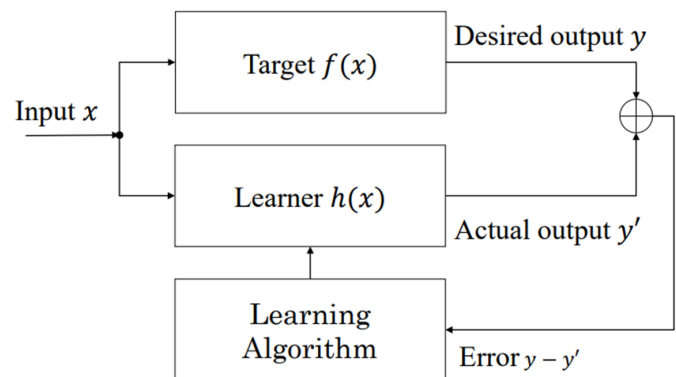 Desired output y
Target f(x)
Input x
Learner h(x)
Actual output y′
Learning
Algorithm
Error y – y′